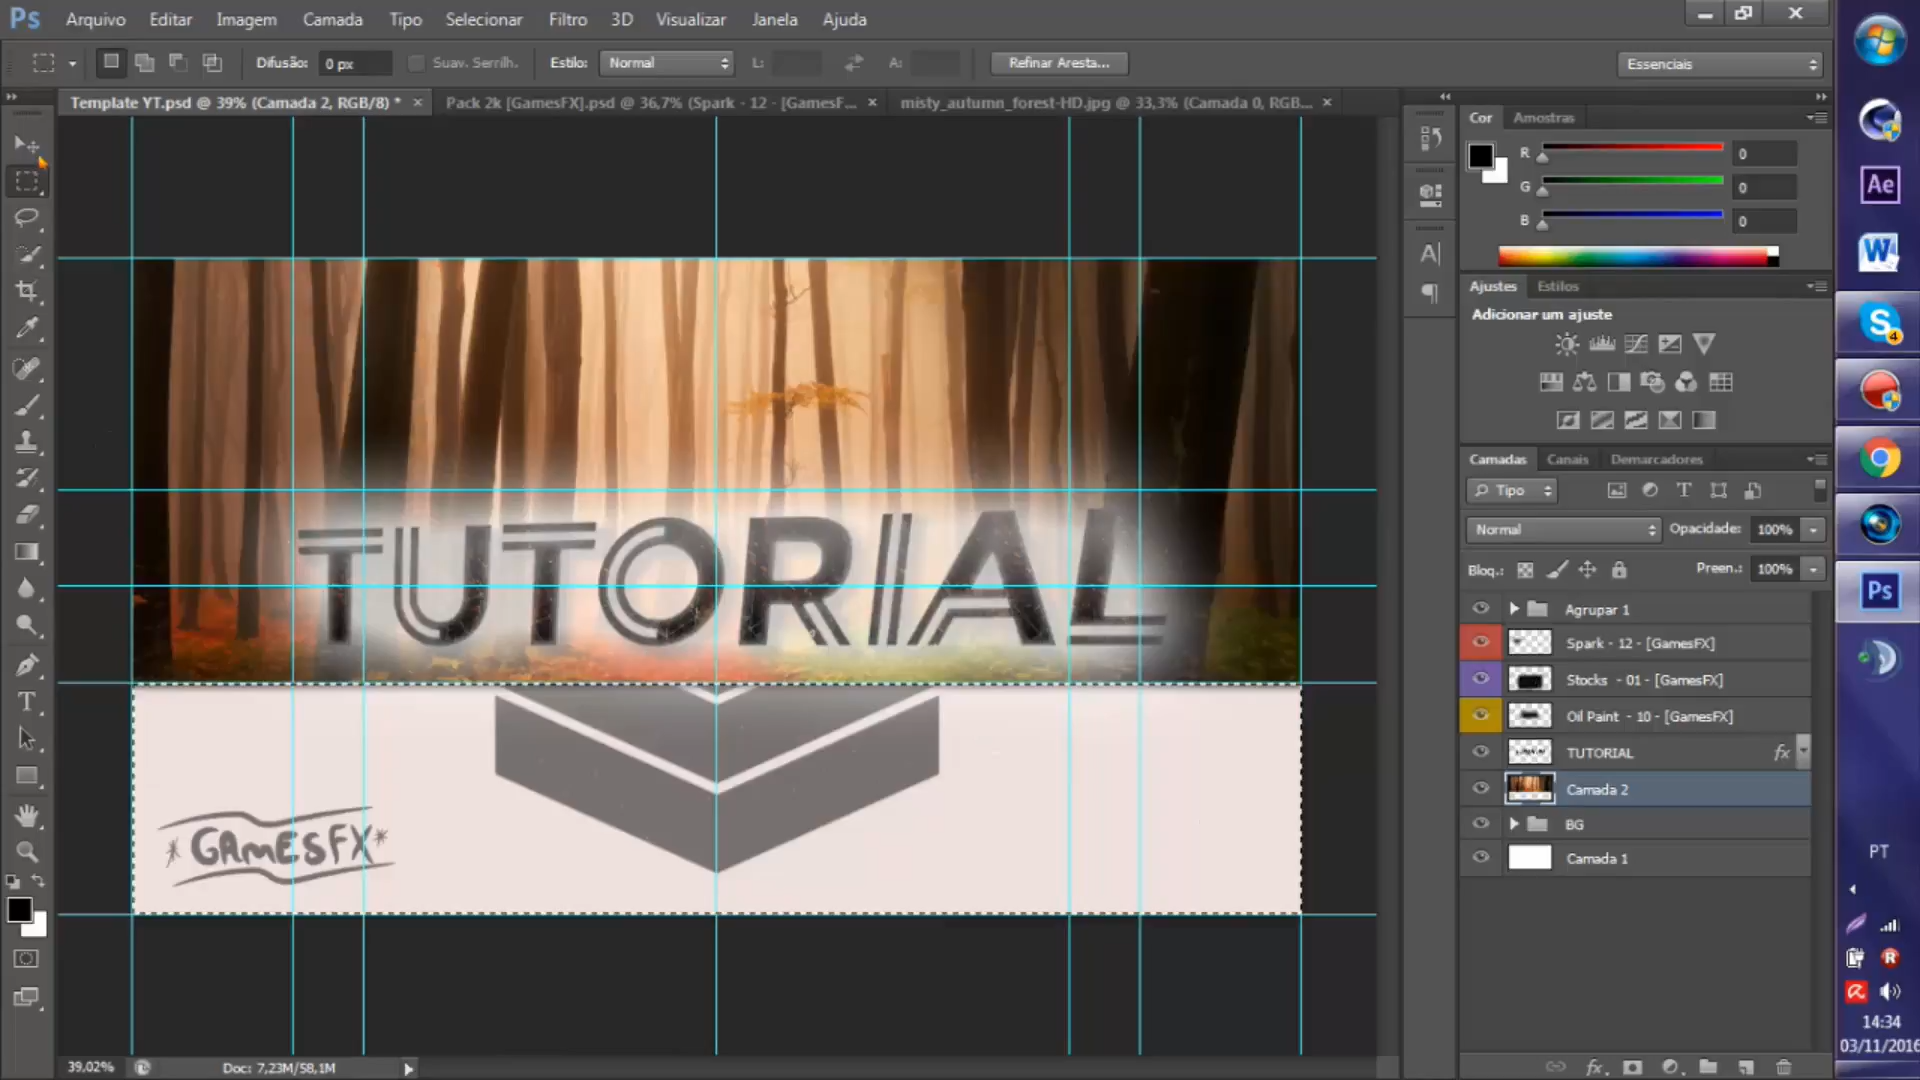 Ps Arquivo Editar Imagem Camada Tipo Selecionar Filtro 3D Visualizar Janela Ajuda
Difusão: 0 px Suav. Serrilh. Estilo: Normal L: A: Refinar Aresta... Essenciais
Template YT.psd @ 39% (Camada 2, RGB/8) * × Pack 2k [GamesFX].psd @ 36,7% (Spark - 12 - [GamesF... × misty_autumn_forest-HD.jpg @ 33,3% (Camada 0, RGB... ×
Cor Amostras
R 0
G 0
B 0
Ajustes Estilos
Adicionar um ajuste
Camadas Canais Demarcadores
Tipo
Normal Opacidade: 100%
Bloq.: Preen.: 100%
Agrupar 1
Spark - 12 - [GamesFX]
Stocks - 01 - [GamesFX]
Oil Paint - 10 - [GamesFX]
TUTORIAL fx
Camada 2
BG
Camada 1
TUTORIAL
* GAMESFX *
39,02% Doc: 7,23M/58,1M
Ae
W
S 4
Ps
PT
14:34
03/11/2016